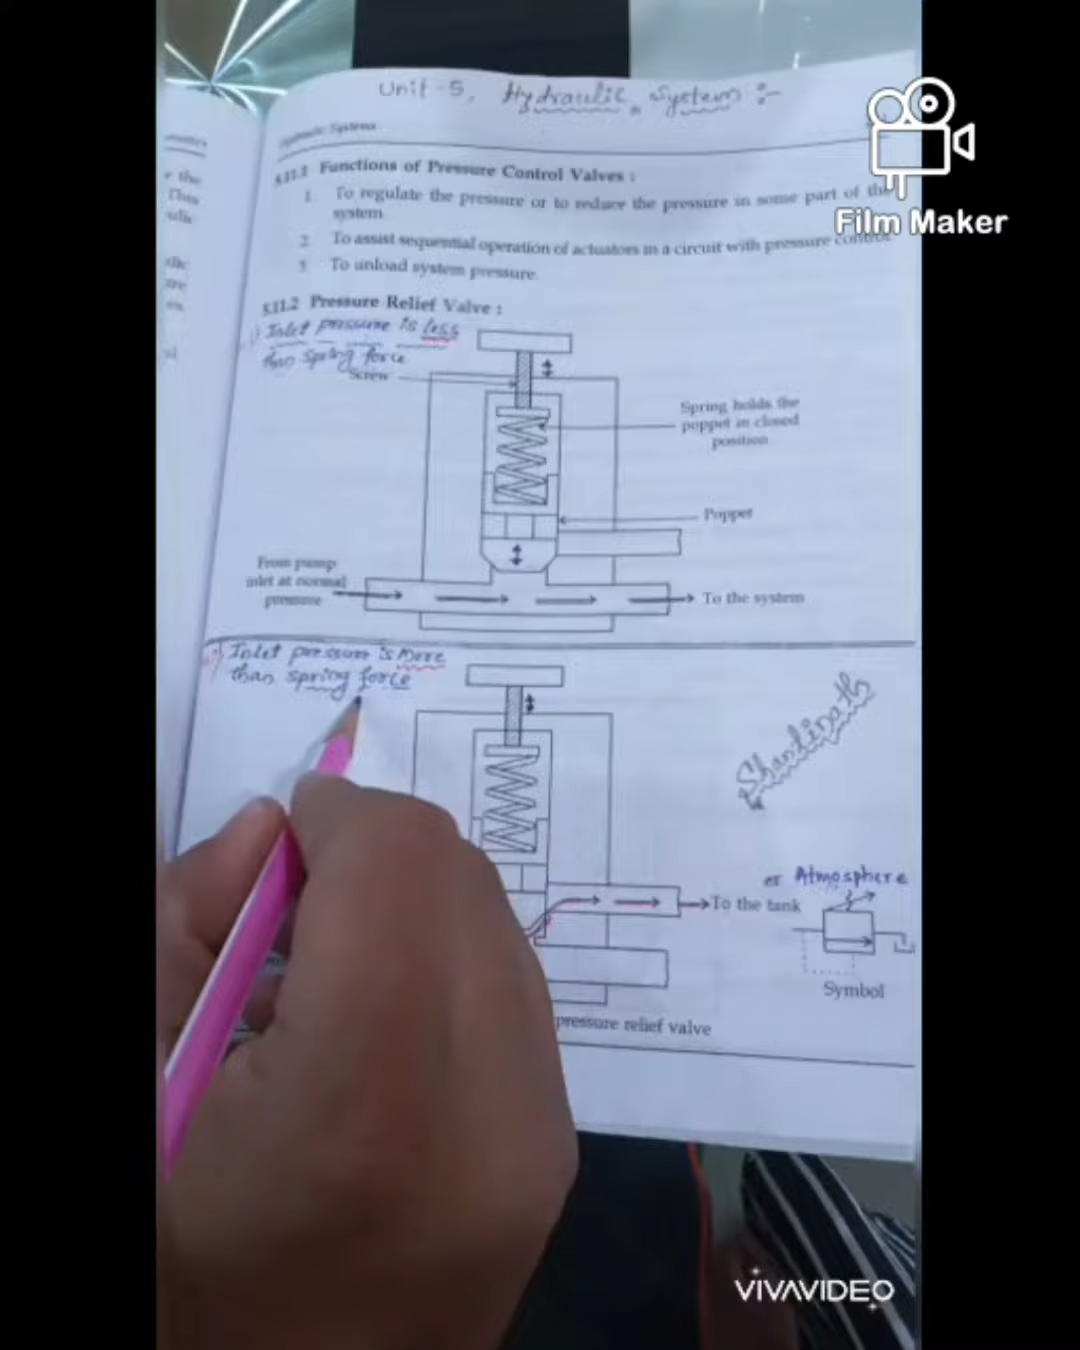 Unit-5, Hydraulic System :-
Hydraulic Systems
5.11.1 Functions of Pressure Control Valves :
1. To regulate the pressure or to reduce the pressure in some part of the
system.
2. To assist sequential operation of actuators in a circuit with pressure control.
3. To unload system pressure.
5.11.2 Pressure Relief Valve :
i) Inlet pressure is less
than spring force
Screw
Spring holds the
poppet in closed
position
Poppet
From pump
inlet at normal
pressure
To the system
ii) Inlet pressure is More
than spring force
Shantinath
or Atmosphere
To the tank
Symbol
pressure relief valve
Film Maker
VIVAVIDEO